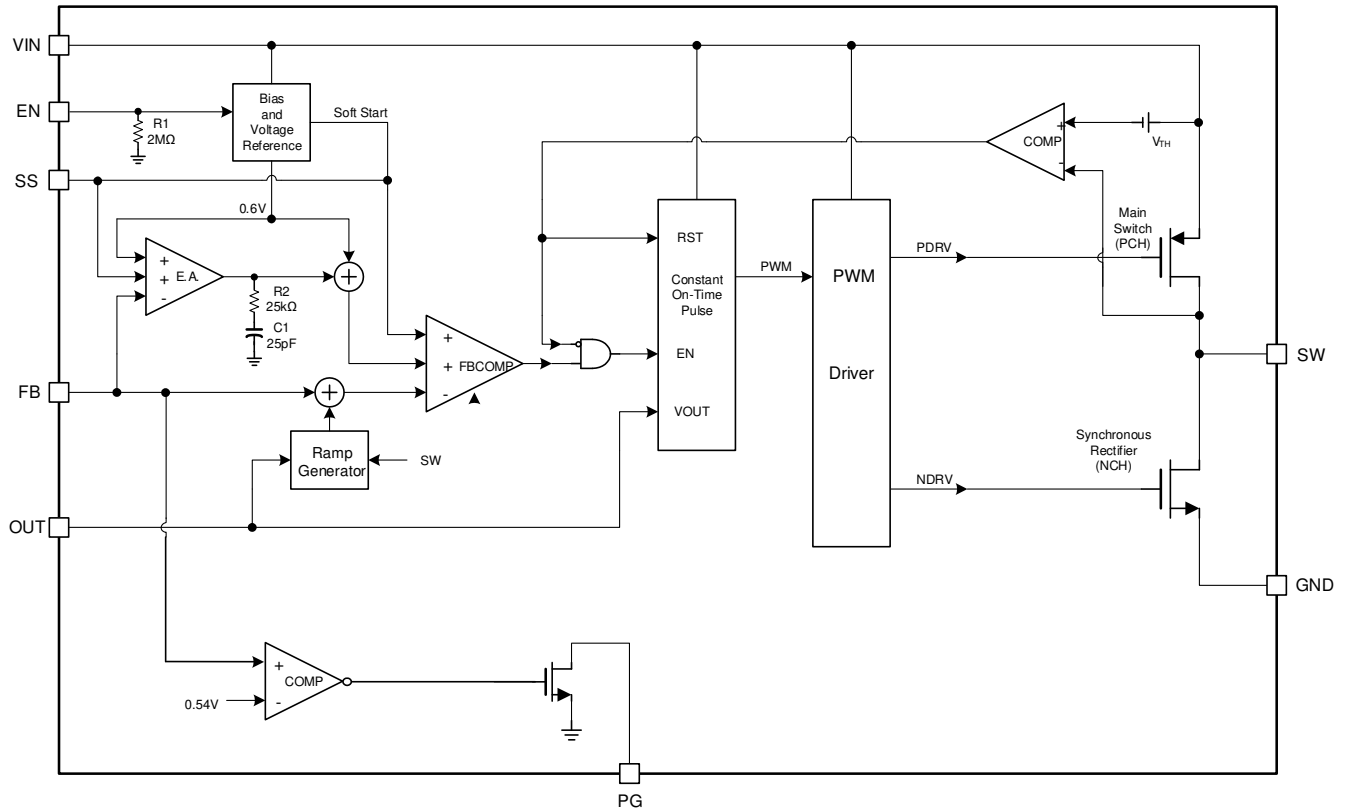 VIN
EN
R1
2MΩ
Bias
and
Voltage
Reference
Soft Start
SS
0.6V
+
+
-
E.A.
R2
25kΩ
C1
25pF
+
FB
+
Ramp
Generator
SW
+
+
-
FBCOMP
OUT
RST
Constant
On-Time
Pulse
EN
VOUT
PWM
PWM
Driver
PDRV
NDRV
+
-
COMP
VTH
Main
Switch
(PCH)
SW
Synchronous
Rectifier
(NCH)
GND
+
-
COMP
0.54V
PG